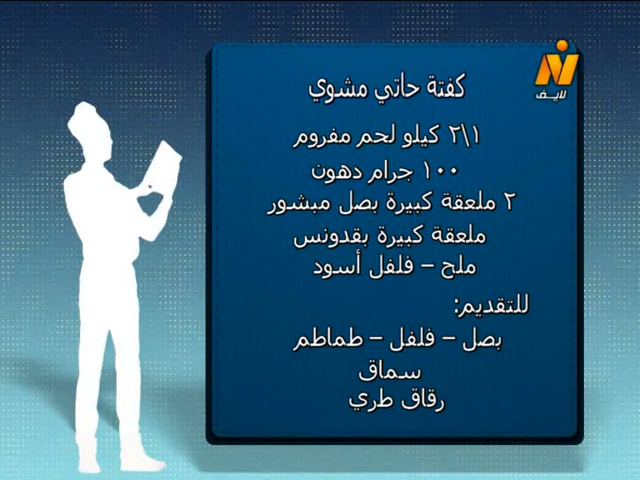 لايف
كفتة حاتي مشوي
١\٢ كيلو لحم مفروم
١٠٠ جرام دهون
٢ ملعقة كبيرة بصل مبشور
ملعقة كبيرة بقدونس
ملح – فلفل أسود
للتقديم:
بصل – فلفل – طماطم
سماق
رقاق طري